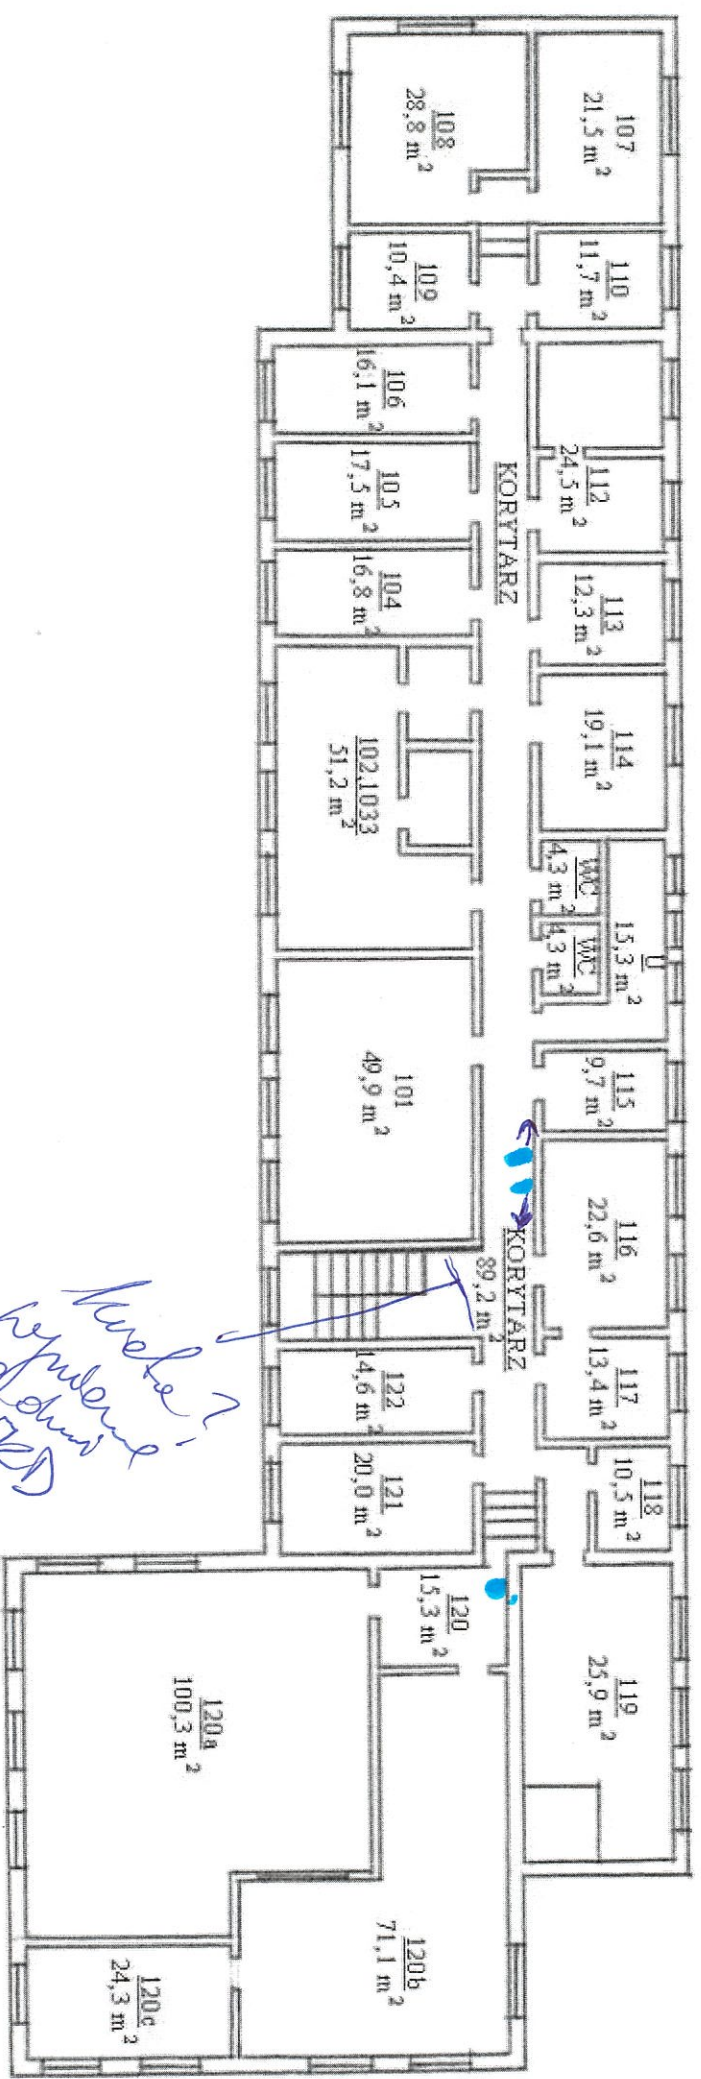 107
21,5 m²
108
28,8 m²
110
11,7 m²
109
10,4 m²
106
16,1 m²
112
24,5 m²
105
17,5 m²
KORYTARZ
113
12,3 m²
104
16,8 m²
114
19,1 m²
102,1033
51,2 m²
WC
4,3 m²
WC
4,3 m²
U
15,3 m²
115
9,7 m²
101
49,9 m²
116
22,6 m²
KORYTARZ
89,2 m²
117
13,4 m²
122
14,6 m²
118
10,5 m²
121
20,0 m²
119
25,9 m²
120
15,3 m²
120a
100,3 m²
120b
71,1 m²
120c
24,3 m²